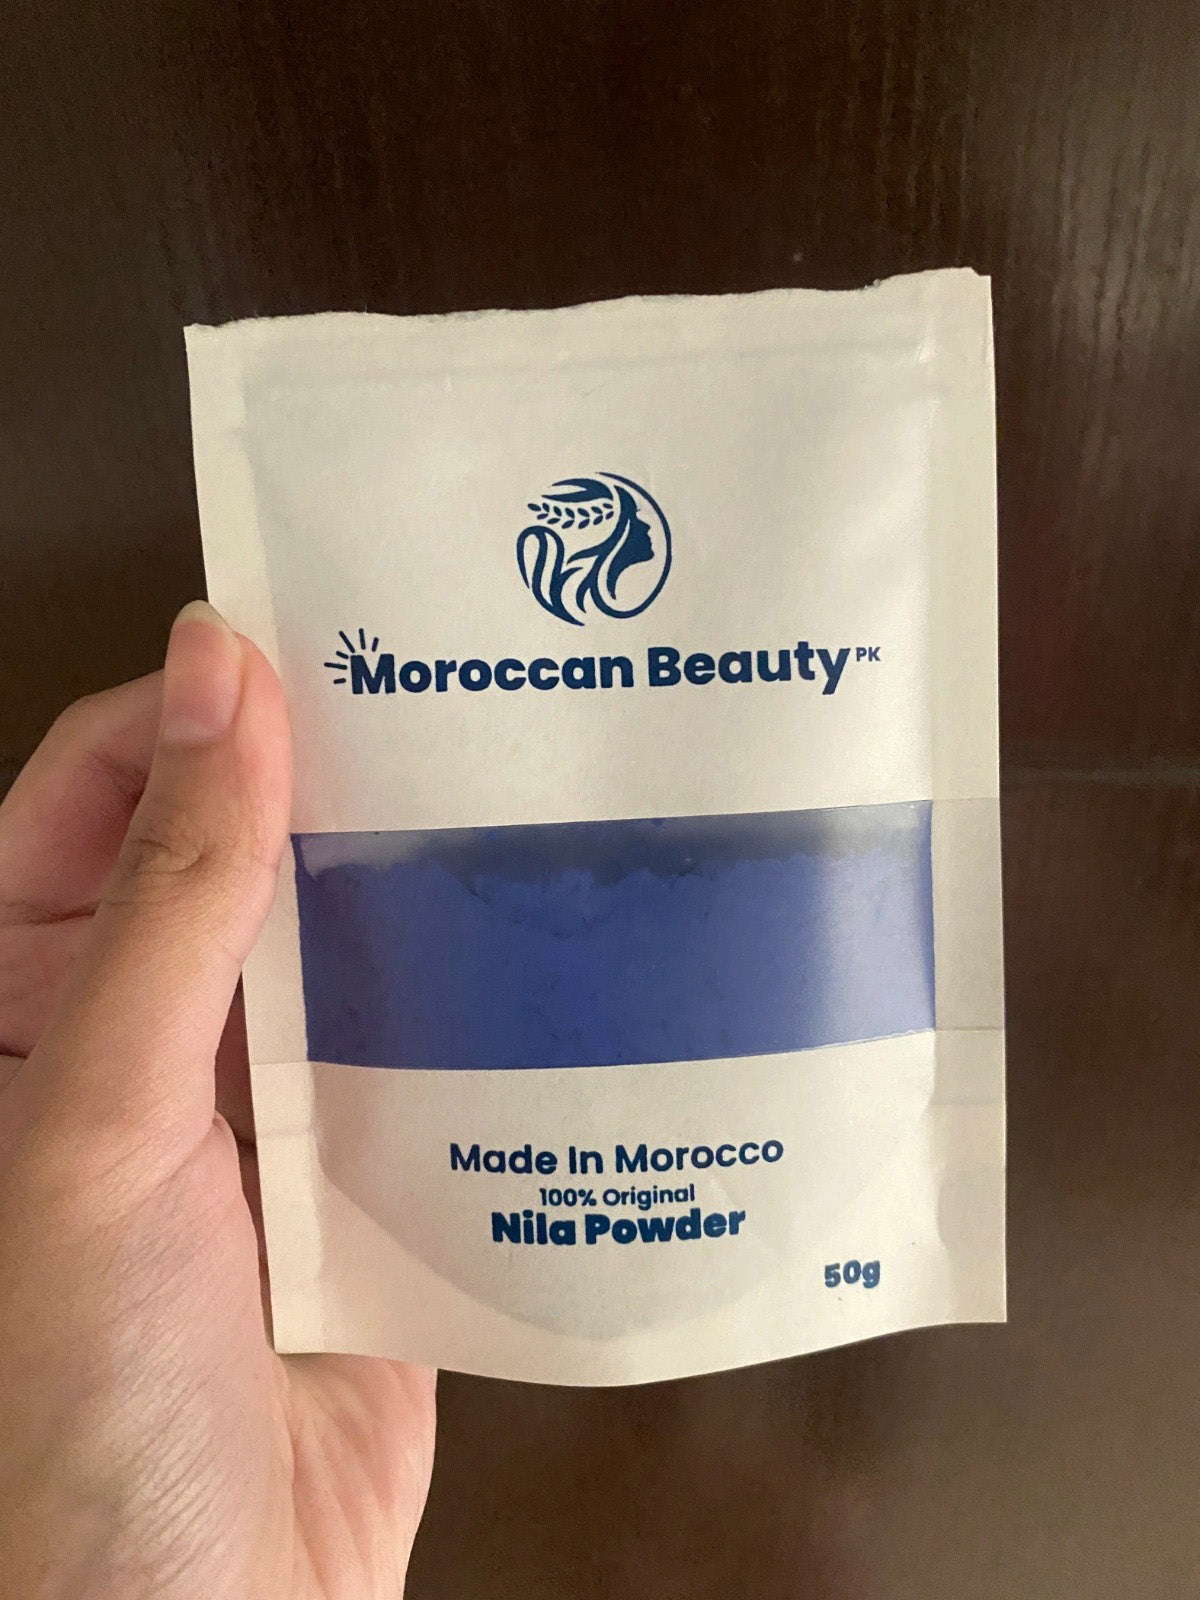 Moroccan Beauty PK
Made In Morocco
100% Original
Nila Powder
50g